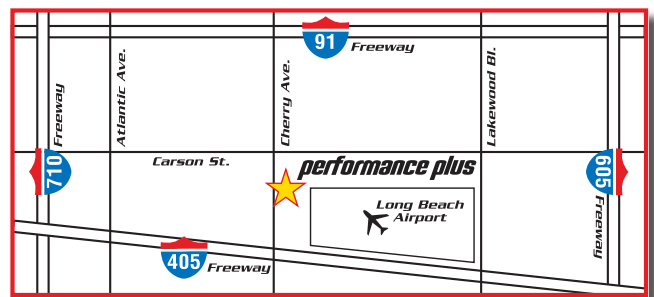 91 Freeway
Freeway
Atlantic Ave.
Cherry Ave.
Lakewood Bl.
710
Carson St.
performance plus
605
Freeway
Long Beach
Airport
405 Freeway